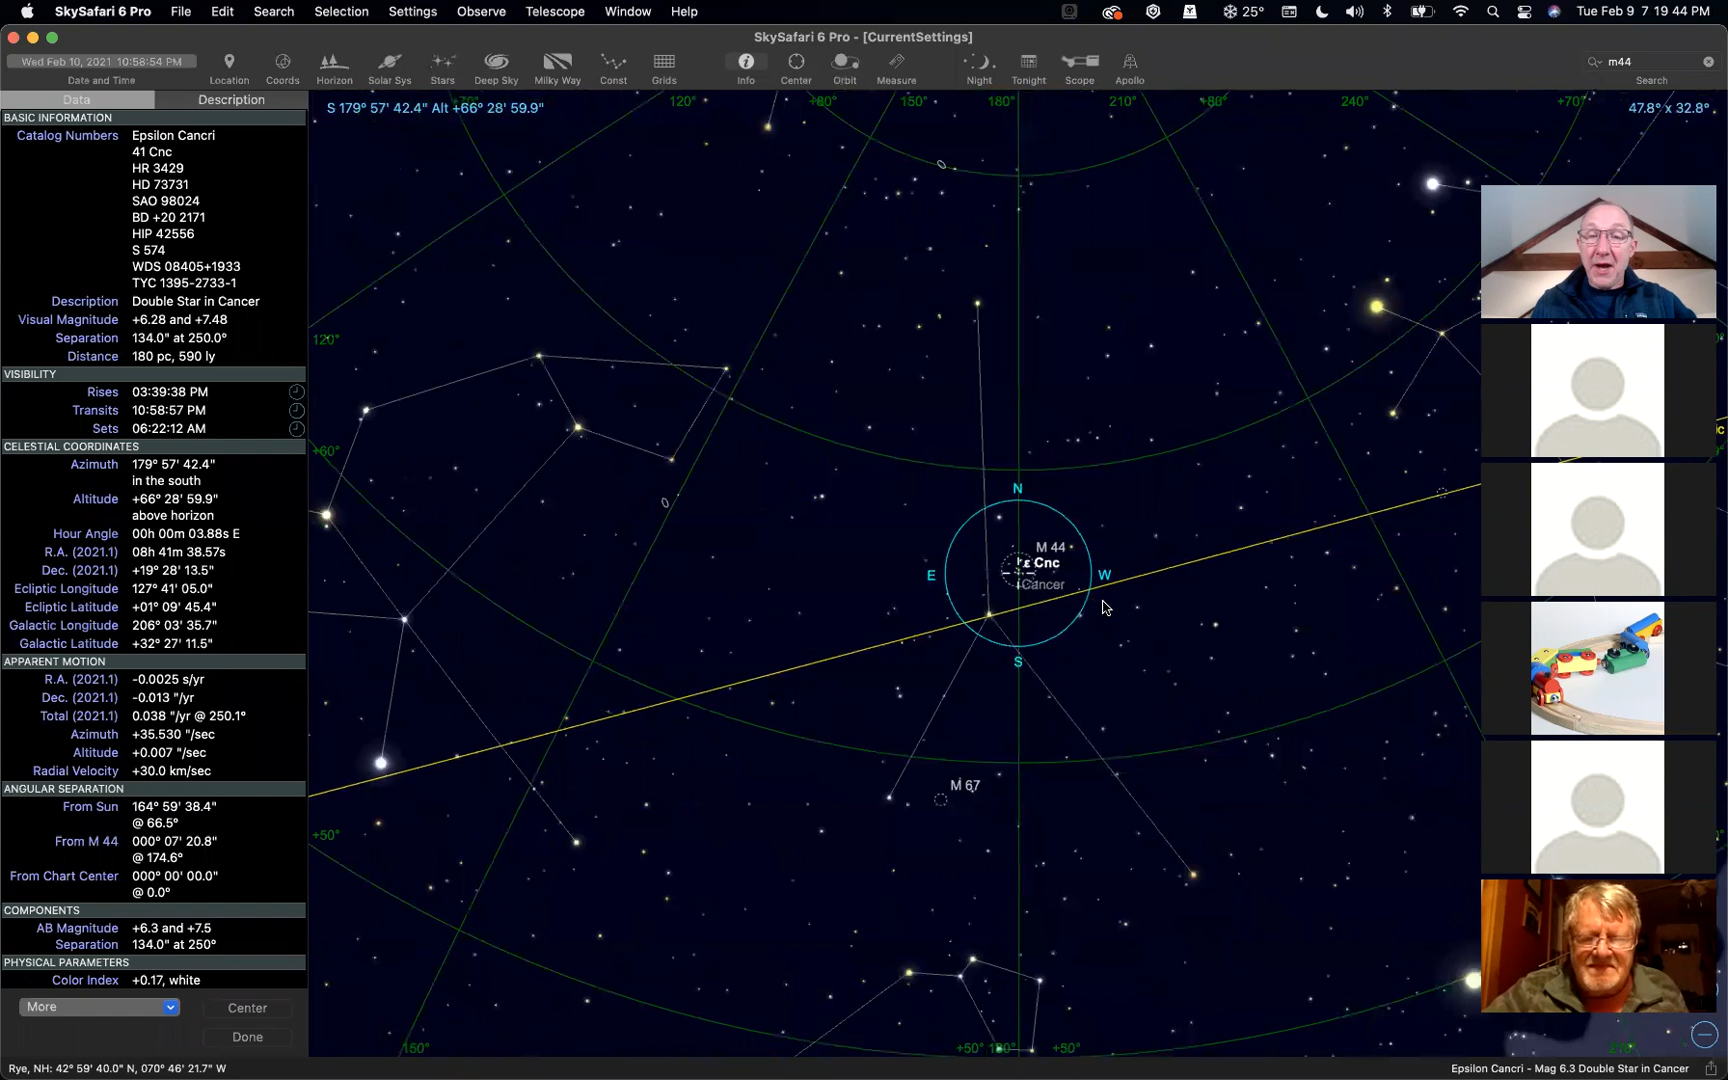 SkySafari 6 Pro File Edit Search Selection Settings Observe Telescope Window Help 25° Tue Feb 9 7 19 44 PM
SkySafari 6 Pro - [CurrentSettings]
Wed Feb 10, 2021 10:58:54 PM m44
Date and Time Location Coords Horizon Solar Sys Stars Deep Sky Milky Way Const Grids Info Center Orbit Measure Night Tonight Scope Apollo Search
Data Description
BASIC INFORMATION
Catalog Numbers Epsilon Cancri
41 Cnc
HR 3429
HD 73731
SAO 98024
BD +20 2171
HIP 42556
S 574
WDS 08405+1933
TYC 1395-2733-1
Description Double Star in Cancer
Visual Magnitude +6.28 and +7.48
Separation 134.0" at 250.0°
Distance 180 pc, 590 ly
VISIBILITY
Rises 03:39:38 PM
Transits 10:58:57 PM
Sets 06:22:12 AM
CELESTIAL COORDINATES
Azimuth 179° 57' 42.4"
in the south
Altitude +66° 28' 59.9"
above horizon
Hour Angle 00h 00m 03.88s E
R.A. (2021.1) 08h 41m 38.57s
Dec. (2021.1) +19° 28' 13.5"
Ecliptic Longitude 127° 41' 05.0"
Ecliptic Latitude +01° 09' 45.4"
Galactic Longitude 206° 03' 35.7"
Galactic Latitude +32° 27' 11.5"
APPARENT MOTION
R.A. (2021.1) -0.0025 s/yr
Dec. (2021.1) -0.013 "/yr
Total (2021.1) 0.038 "/yr @ 250.1°
Azimuth +35.530 "/sec
Altitude +0.007 "/sec
Radial Velocity +30.0 km/sec
ANGULAR SEPARATION
From Sun 164° 59' 38.4"
@ 66.5°
From M 44 000° 07' 20.8"
@ 174.6°
From Chart Center 000° 00' 00.0"
@ 0.0°
COMPONENTS
AB Magnitude +6.3 and +7.5
Separation 134.0" at 250°
PHYSICAL PARAMETERS
Color Index +0.17, white
More Center
Done
S 179° 57' 42.4" Alt +66° 28' 59.9"
47.8° x 32.8°
120° +80° 150° 180° 210° +80° 240° +70°
120°
+60°
N
M 44
ε Cnc
E W
Cancer
S
M 67
+50°
150° +50° 180° +50°
Rye, NH: 42° 59' 40.0" N, 070° 46' 21.7" W
Epsilon Cancri - Mag 6.3 Double Star in Cancer